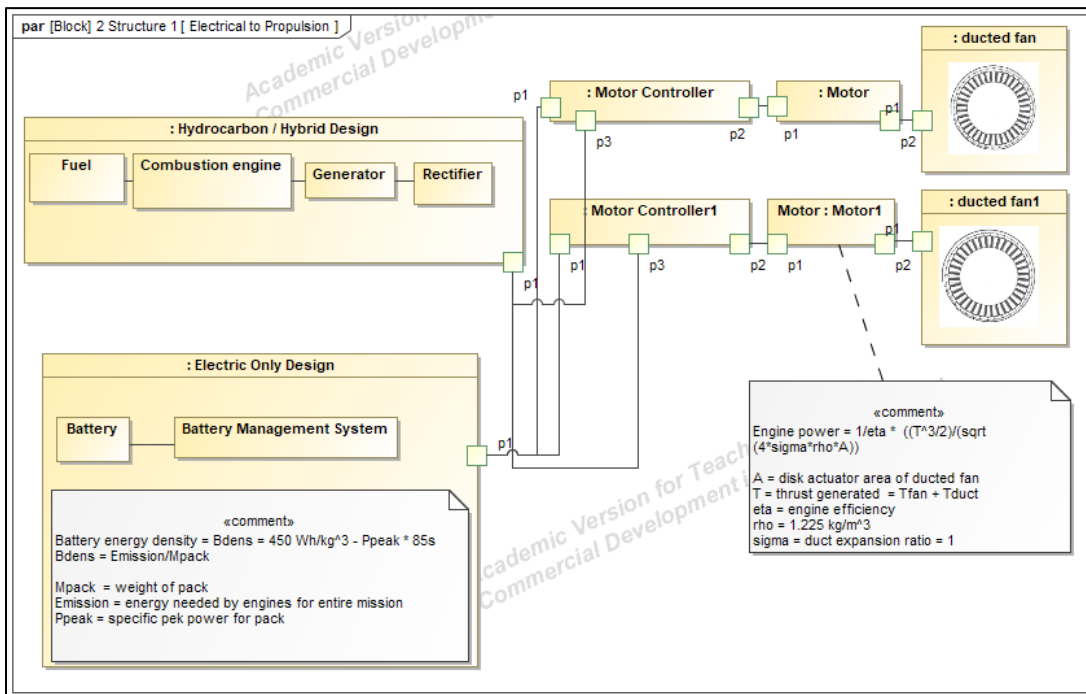 par [Block] 2 Structure 1 [ Electrical to Propulsion ]
Academic Version
Commercial Development
: ducted fan
p1
: Motor Controller
: Motor
p1
p3
p2
p1
p2
: Hydrocarbon / Hybrid Design
Fuel
Combustion engine
Generator
Rectifier
p1
: Motor Controller1
Motor : Motor1
: ducted fan1
p1
p1
p3
p2
p1
p2
: Electric Only Design
Battery
Battery Management System
p1
«comment»
Battery energy density = Bdens = 450 Wh/kg^3 - Ppeak * 85s
Bdens = Emission/Mpack
Mpack = weight of pack
Emission = energy needed by engines for entire mission
Ppeak = specific pek power for pack
Academic Version for Teach
Commercial Development i
«comment»
Engine power = 1/eta * ((T^3/2)/(sqrt
(4*sigma*rho*A))
A = disk actuator area of ducted fan
T = thrust generated = Tfan + Tduct
eta = engine efficiency
rho = 1.225 kg/m^3
sigma = duct expansion ratio = 1